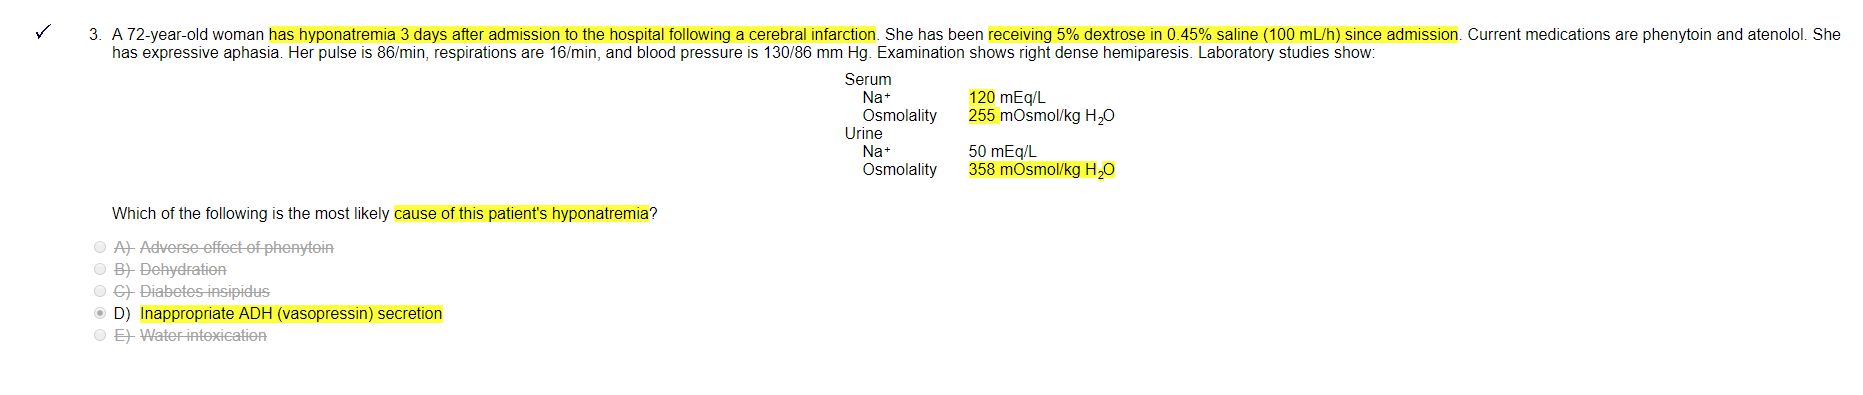 3. A 72-year-old woman has hyponatremia 3 days after admission to the hospital following a cerebral infarction. She has been receiving 5% dextrose in 0.45% saline (100 mL/h) since admission. Current medications are phenytoin and atenolol. She
has expressive aphasia. Her pulse is 86/min, respirations are 16/min, and blood pressure is 130/86 mm Hg. Examination shows right dense hemiparesis. Laboratory studies show:
Serum
Na⁺ 120 mEq/L
Osmolality 255 mOsmol/kg H₂O
Urine
Na⁺ 50 mEq/L
Osmolality 358 mOsmol/kg H₂O
Which of the following is the most likely cause of this patient's hyponatremia?
A) Adverse effect of phenytoin
B) Dehydration
C) Diabetes insipidus
D) Inappropriate ADH (vasopressin) secretion
E) Water intoxication